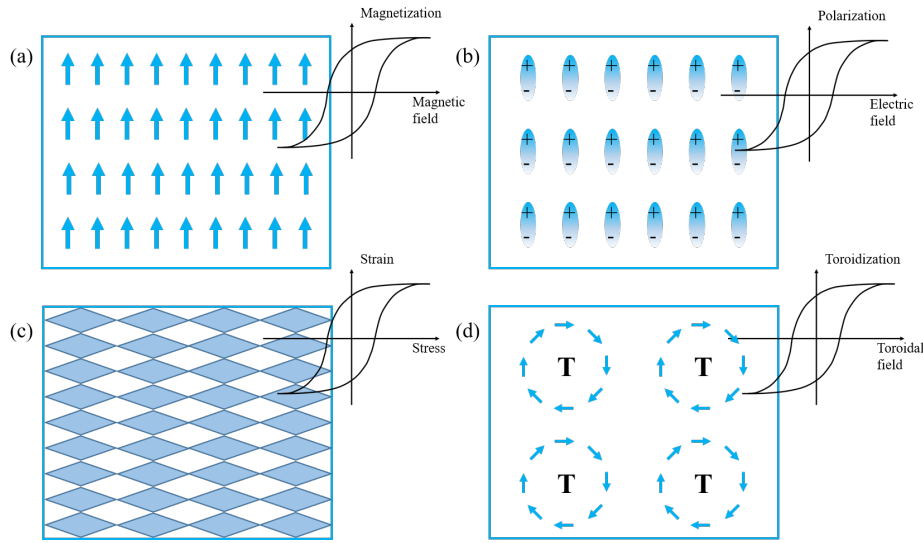 (a)
Magnetization
Magnetic
field
(b)
Polarization
Electric
field
+ + + + + +
- - - - - -
+ + + + + +
- - - - - -
+ + + + + +
- - - - - -
(c)
Strain
Stress
(d)
Toroidization
Toroidal
field
T T
T T